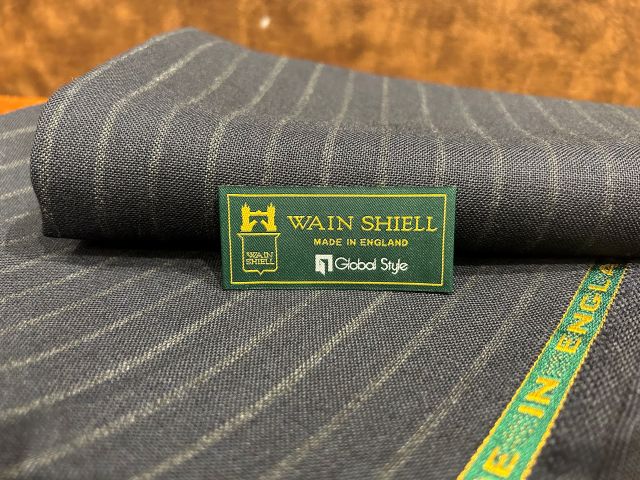 WAIN SHIELL
MADE IN ENGLAND
Global Style
WAIN
SHIELL
IN ENGLA